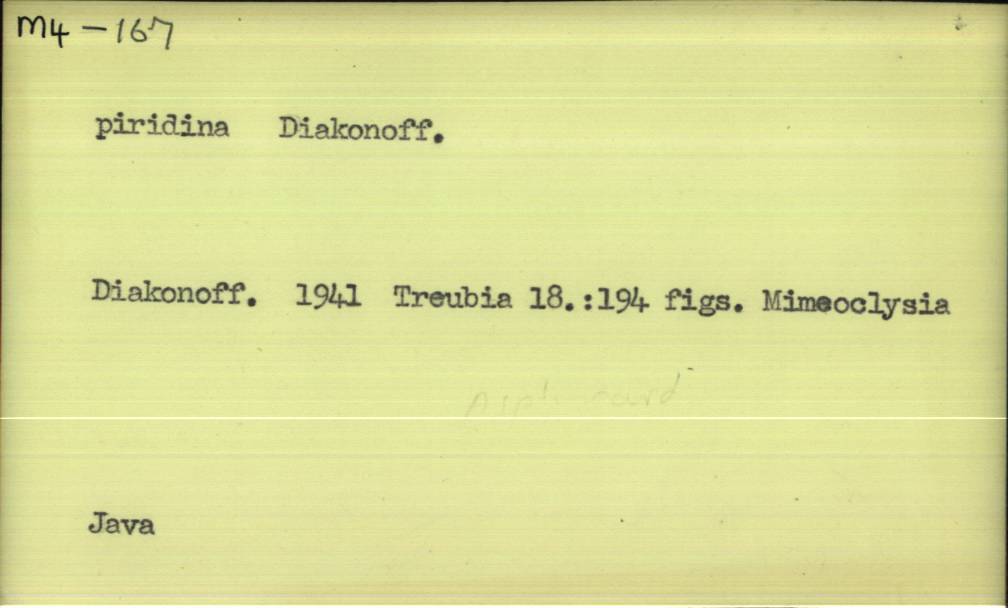 M4 – 167
piridina Diakonoff.
Diakonoff. 1941 Treubia 18.:194 figs. Mimeoclysia
Java